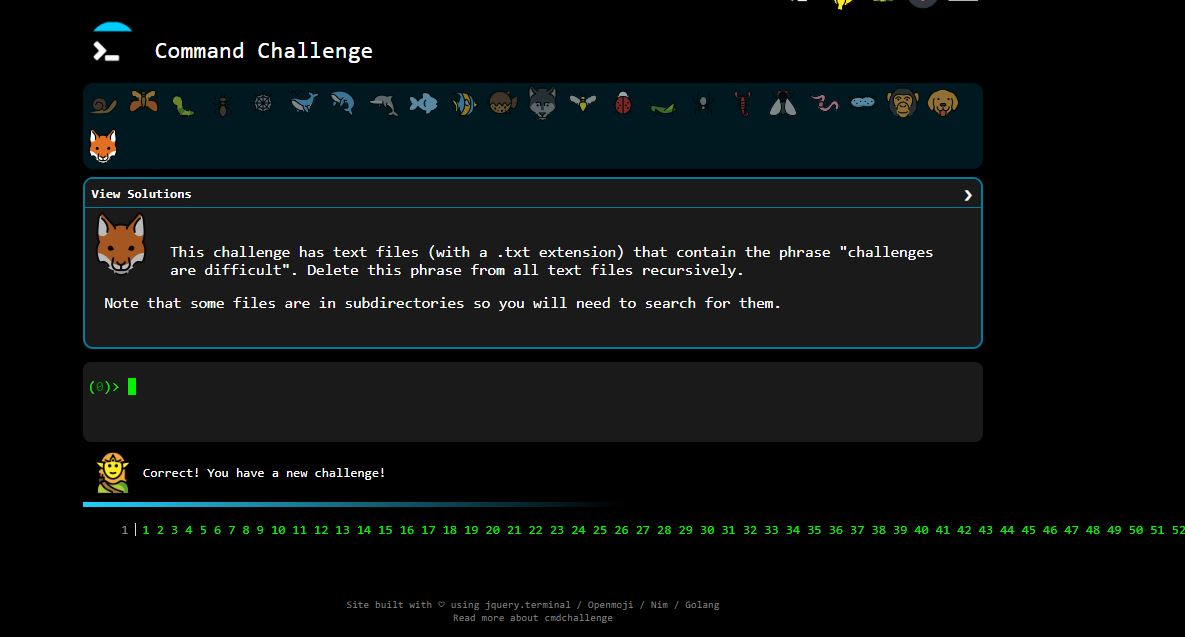 Command Challenge
View Solutions
This challenge has text files (with a .txt extension) that contain the phrase "challenges
are difficult". Delete this phrase from all text files recursively.
Note that some files are in subdirectories so you will need to search for them.
(0)>
Correct! You have a new challenge!
1 | 1 2 3 4 5 6 7 8 9 10 11 12 13 14 15 16 17 18 19 20 21 22 23 24 25 26 27 28 29 30 31 32 33 34 35 36 37 38 39 40 41 42 43 44 45 46 47 48 49 50 51 52
Site built with ♡ using jquery.terminal / Openmoji / Nim / Golang
Read more about cmdchallenge